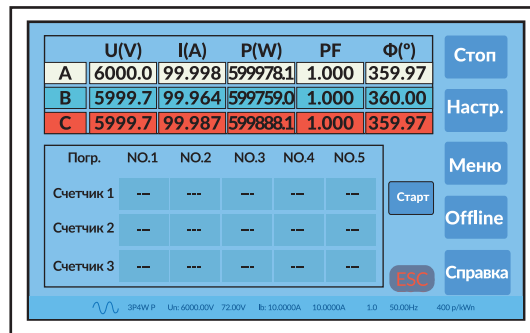 U(V) I(A) P(W) PF Φ(º)
A 6000.0 99.998 599978.1 1.000 359.97
B 5999.7 99.964 599759.0 1.000 360.00
C 5999.7 99.987 599888.1 1.000 359.97
Стоп
Настр.
Меню
Offline
Справка
Погр. NO.1 NO.2 NO.3 NO.4 NO.5
Счетчик 1 --- --- --- --- ---
Счетчик 2 --- --- --- --- ---
Счетчик 3 --- --- --- --- ---
Старт
ESC
3P4W P Un: 6000.00V 72.00V Ib: 10.0000A 10.0000A 1.0 50.00Hz 400 p/kWh